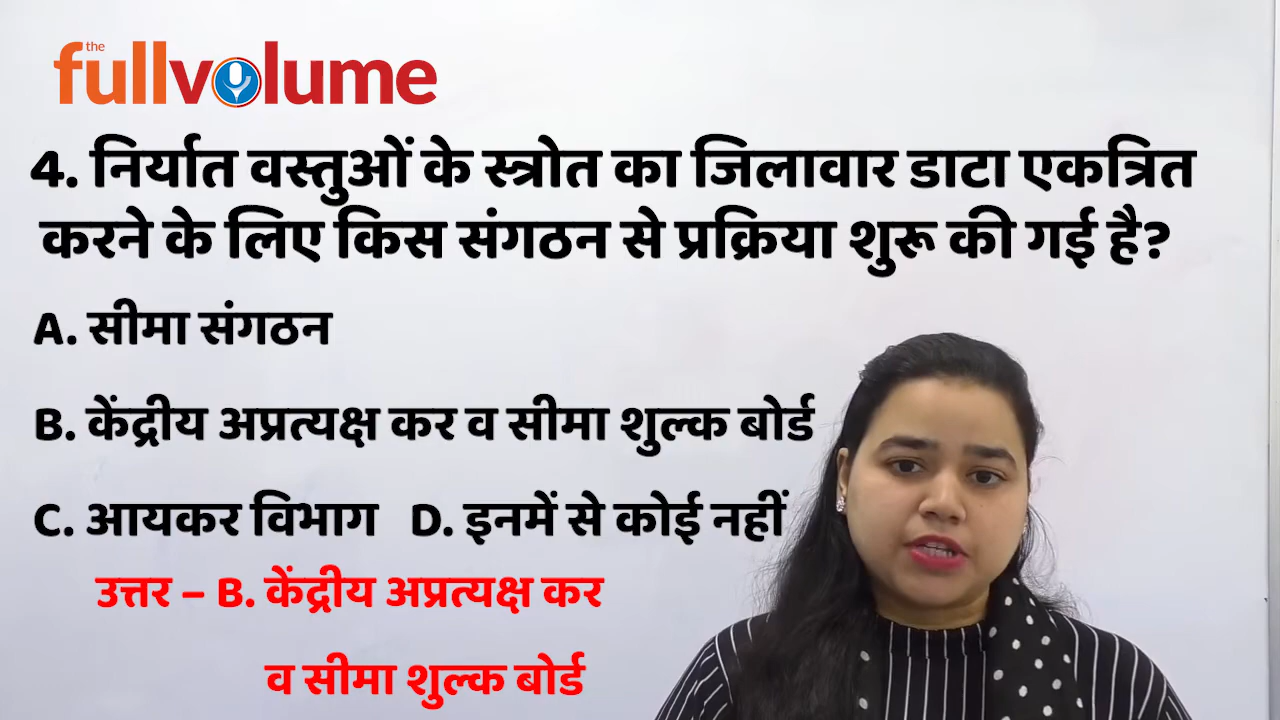 the
fullvolume
4. निर्यात वस्तुओं के स्त्रोत का जिलावार डाटा एकत्रित
करने के लिए किस संगठन से प्रक्रिया शुरू की गई है?
A. सीमा संगठन
B. केंद्रीय अप्रत्यक्ष कर व सीमा शुल्क बोर्ड
C. आयकर विभाग D. इनमें से कोई नहीं
उत्तर – B. केंद्रीय अप्रत्यक्ष कर
व सीमा शुल्क बोर्ड